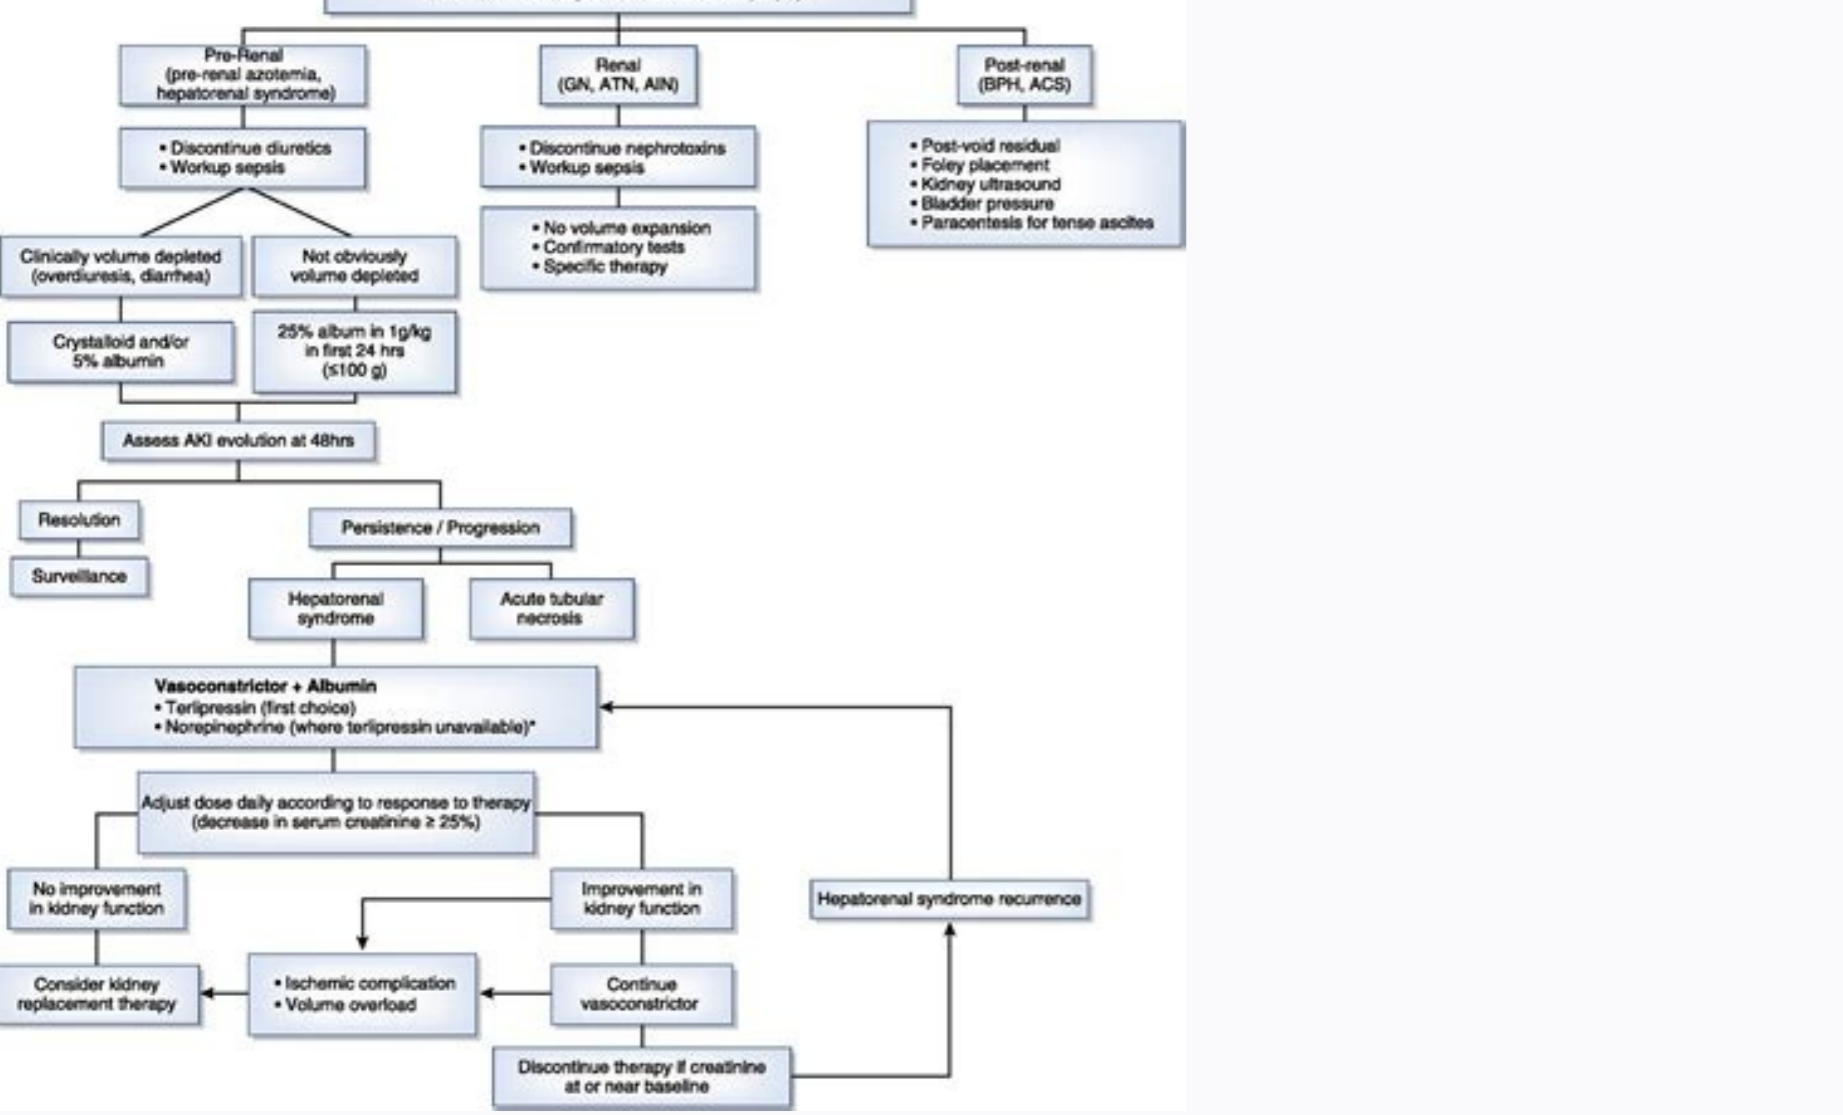 Pre-Renal
(pre-renal azotemia,
hepatorenal syndrome)
Renal
(GN, ATN, AIN)
Post-renal
(BPH, ACS)
• Discontinue diuretics
• Workup sepsis
• Discontinue nephrotoxins
• Workup sepsis
• Post-void residual
• Foley placement
• Kidney ultrasound
• Bladder pressure
• Paracentesis for tense ascites
• No volume expansion
• Confirmatory tests
• Specific therapy
Clinically volume depleted
(overdiuresis, diarrhea)
Not obviously
volume depleted
Crystalloid and/or
5% albumin
25% album in 1g/kg
in first 24 hrs
(≤100 g)
Assess AKI evolution at 48hrs
Resolution
Persistence / Progression
Surveillance
Hepatorenal
syndrome
Acute tubular
necrosis
Vasoconstrictor + Albumin
• Terlipressin (first choice)
• Norepinephrine (where terlipressin unavailable)*
Adjust dose daily according to response to therapy
(decrease in serum creatinine ≥ 25%)
No improvement
in kidney function
Improvement in
kidney function
Hepatorenal syndrome recurrence
Consider kidney
replacement therapy
• Ischemic complication
• Volume overload
Continue
vasoconstrictor
Discontinue therapy if creatinine
at or near baseline